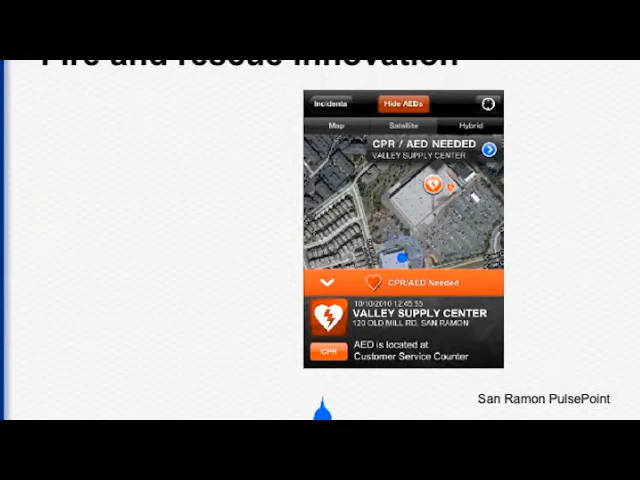 Fire and rescue innovation
Incidents
Hide AEDs
Map
Satellite
Hybrid
CPR / AED NEEDED
VALLEY SUPPLY CENTER
CPR/AED Needed
10/10/2010 12:45:55
VALLEY SUPPLY CENTER
120 OLD MILL RD, SAN RAMON
CPR
AED is located at
Customer Service Counter
San Ramon PulsePoint